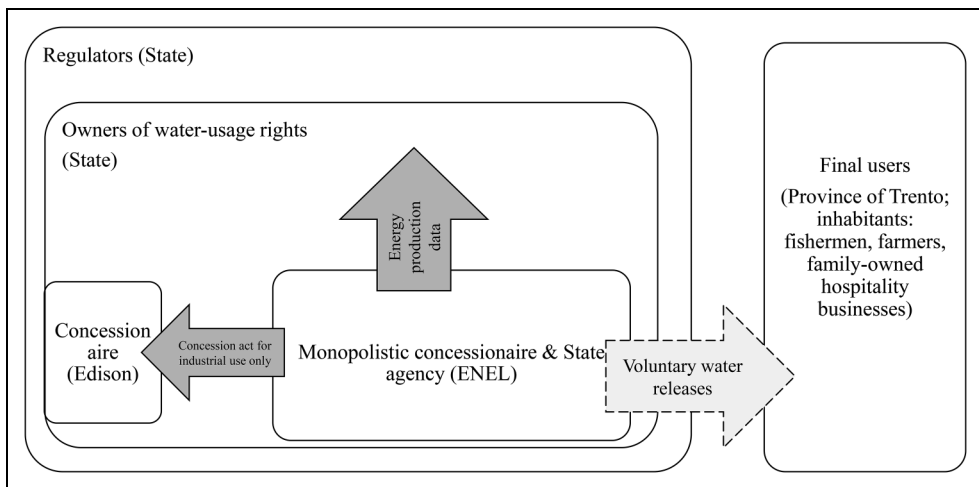 Regulators (State)
Owners of water-usage rights
(State)
Energy
production
data
Concession
aire
(Edison)
Concession act for
industrial use only
Monopolistic concessionaire & State
agency (ENEL)
Voluntary water
releases
Final users
(Province of Trento;
inhabitants:
fishermen, farmers,
family-owned
hospitality
businesses)